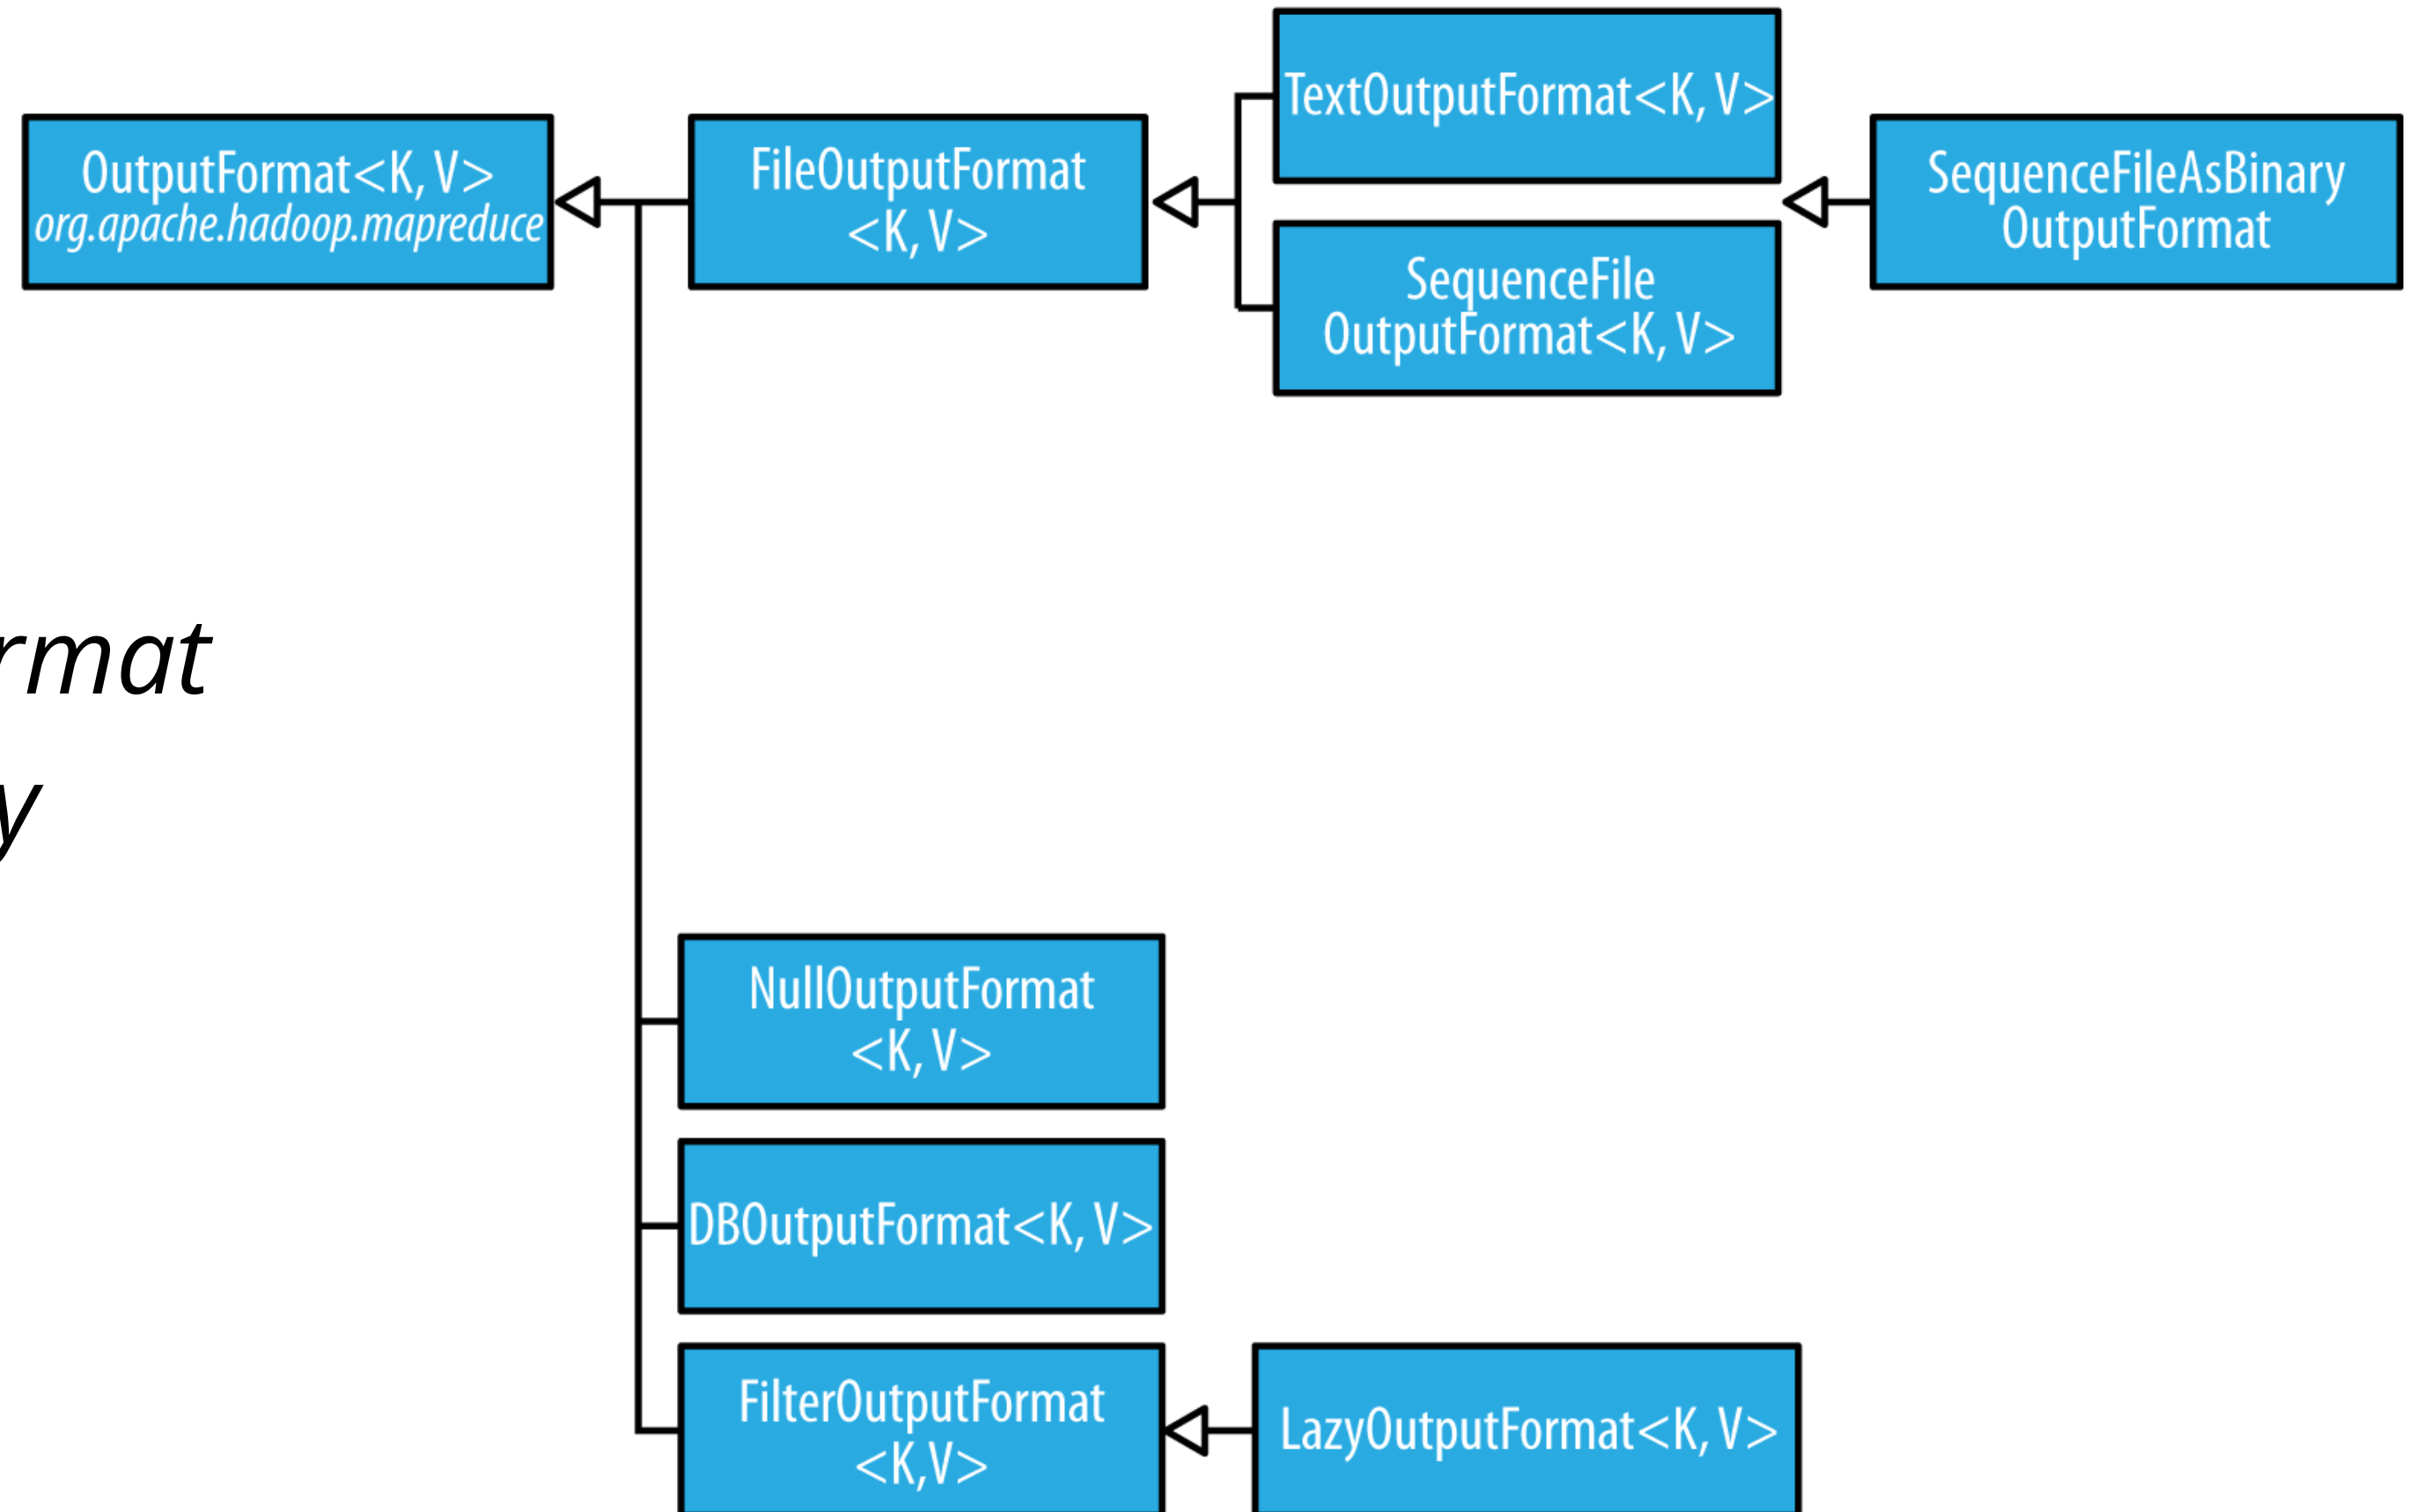 OutputFormat<K, V>
org.apache.hadoop.mapreduce
FileOutputFormat
<K, V>
TextOutputFormat<K, V>
SequenceFile
OutputFormat<K, V>
SequenceFileAsBinary
OutputFormat
rmat
y
NullOutputFormat
<K, V>
DBOutputFormat<K, V>
FilterOutputFormat
<K,V>
LazyOutputFormat<K, V>